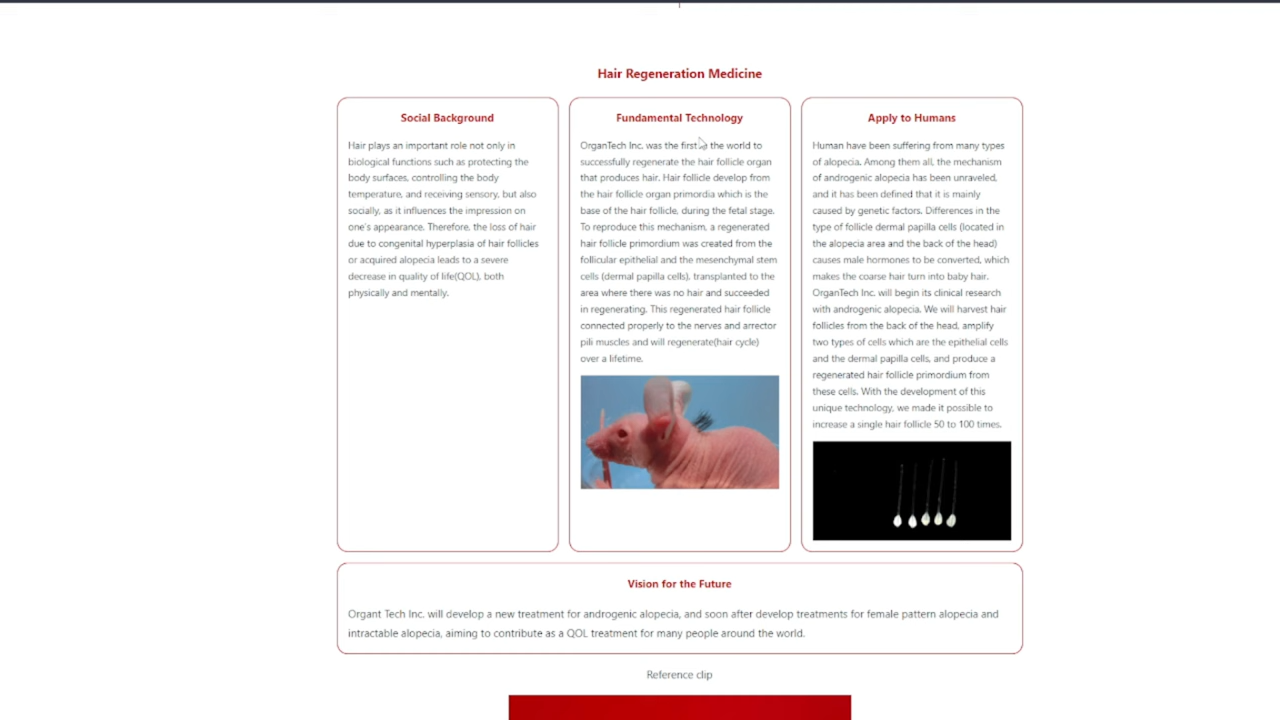 Hair Regeneration Medicine
Social Background
Hair plays an important role not only in
biological functions such as protecting the
body surfaces, controlling the body
temperature, and receiving sensory, but also
socially, as it influences the impression on
one's appearance. Therefore, the loss of hair
due to congenital hyperplasia of hair follicles
or acquired alopecia leads to a severe
decrease in quality of life(QOL), both
physically and mentally.
Fundamental Technology
OrganTech Inc. was the first in the world to
successfully regenerate the hair follicle organ
that produces hair. Hair follicle develop from
the hair follicle organ primordia which is the
base of the hair follicle, during the fetal stage.
To reproduce this mechanism, a regenerated
hair follicle primordium was created from the
follicular epithelial and the mesenchymal stem
cells (dermal papilla cells), transplanted to the
area where there was no hair and succeeded
in regenerating. This regenerated hair follicle
connected properly to the nerves and arrector
pili muscles and will regenerate(hair cycle)
over a lifetime.
Apply to Humans
Human have been suffering from many types
of alopecia. Among them all, the mechanism
of androgenic alopecia has been unraveled,
and it has been defined that it is mainly
caused by genetic factors. Differences in the
type of follicle dermal papilla cells (located in
the alopecia area and the back of the head)
causes male hormones to be converted, which
makes the coarse hair turn into baby hair.
OrganTech Inc. will begin its clinical research
with androgenic alopecia. We will harvest hair
follicles from the back of the head, amplify
two types of cells which are the epithelial cells
and the dermal papilla cells, and produce a
regenerated hair follicle primordium from
these cells. With the development of this
unique technology, we made it possible to
increase a single hair follicle 50 to 100 times.
Vision for the Future
Organt Tech Inc. will develop a new treatment for androgenic alopecia, and soon after develop treatments for female pattern alopecia and
intractable alopecia, aiming to contribute as a QOL treatment for many people around the world.
Reference clip